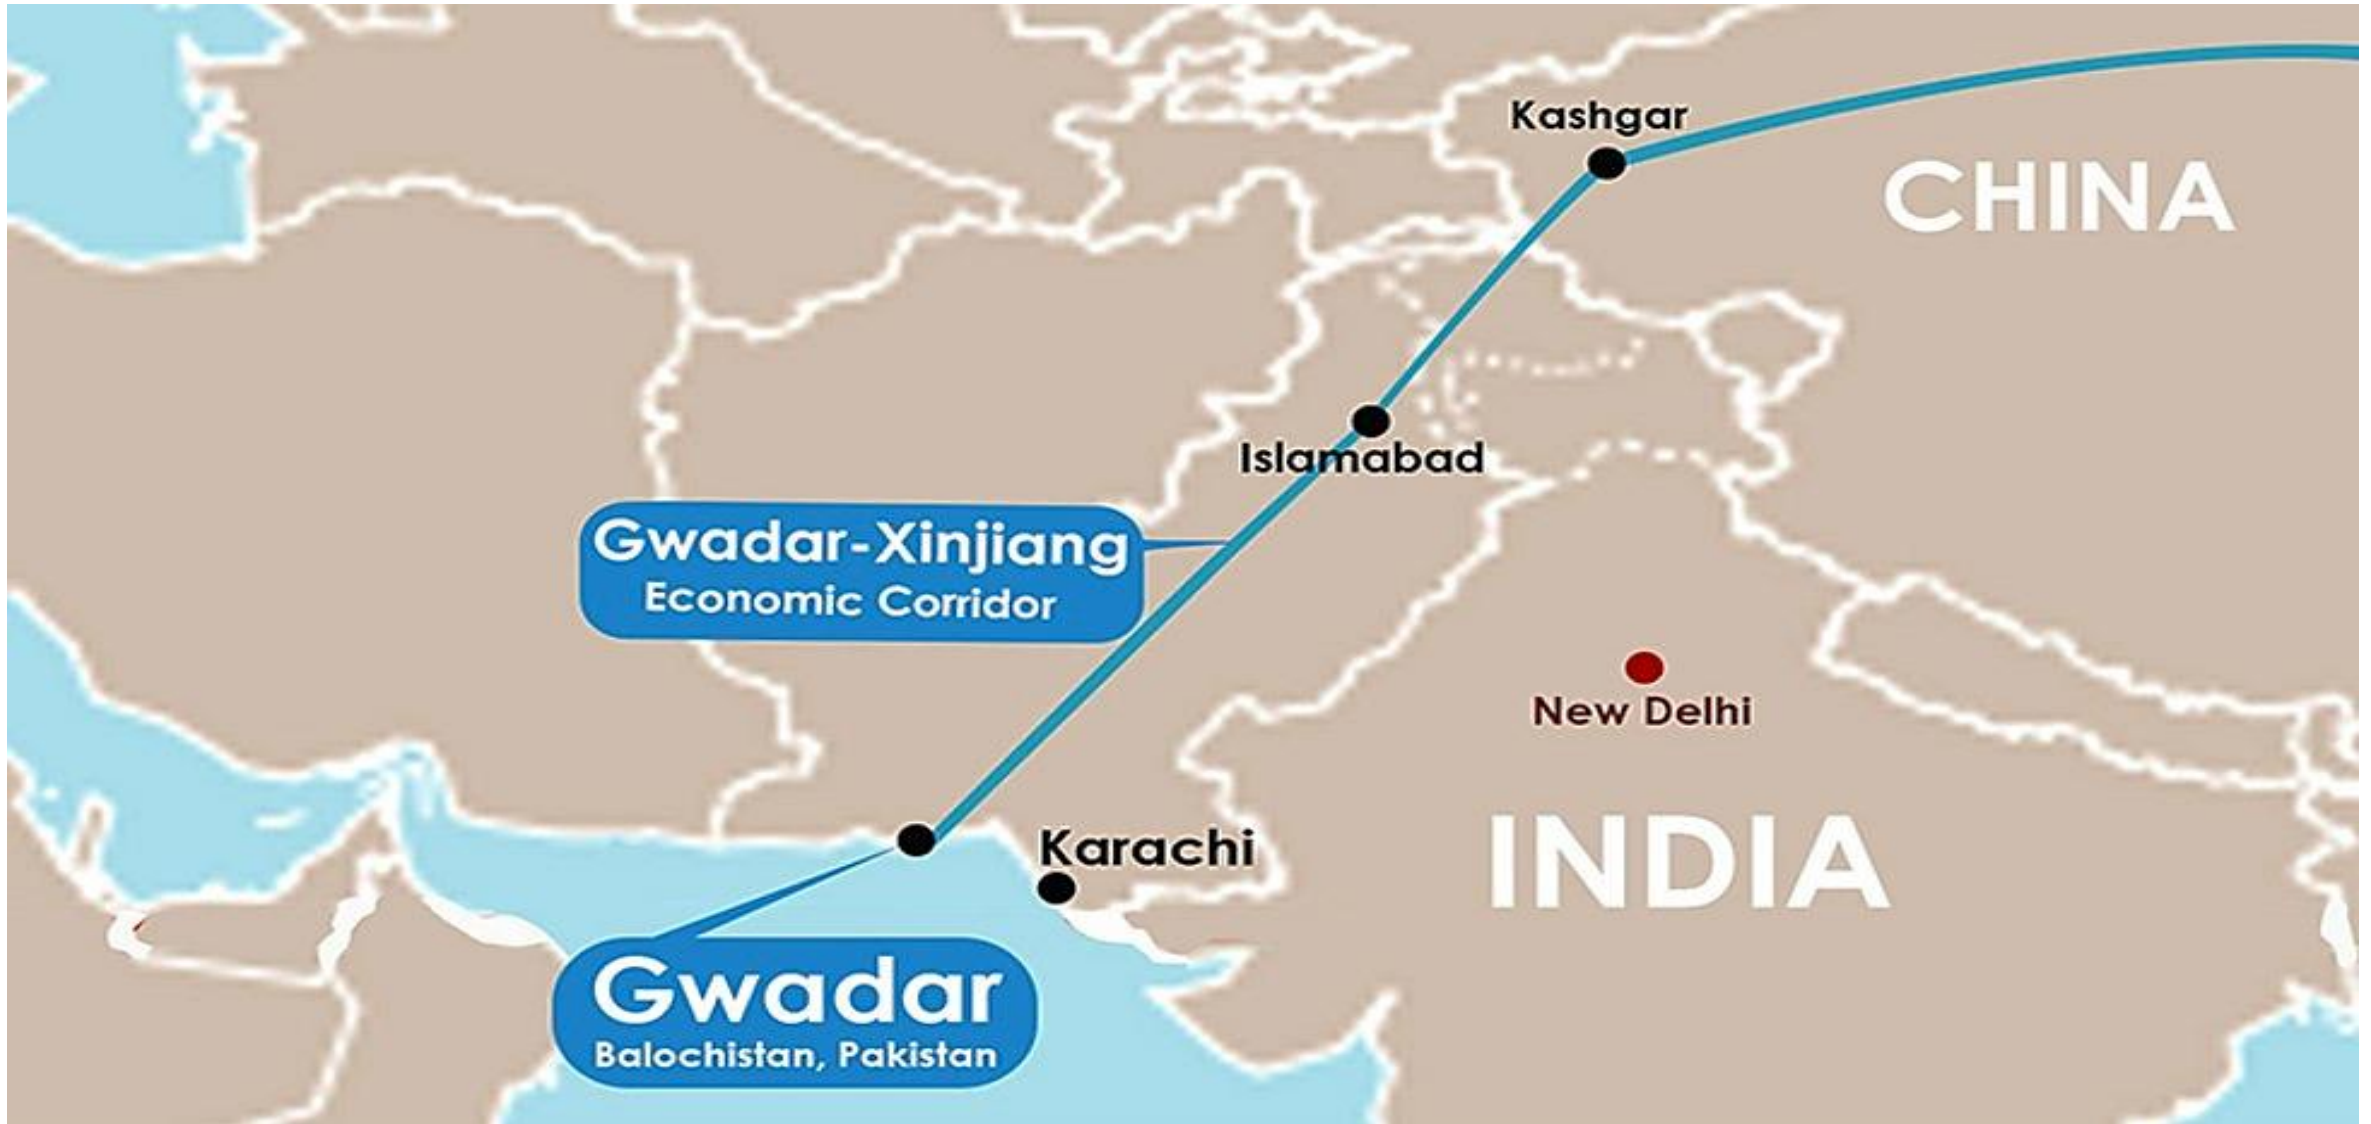 Kashgar
CHINA
Islamabad
Gwadar-Xinjiang
Economic Corridor
New Delhi
INDIA
Karachi
Gwadar
Balochistan, Pakistan